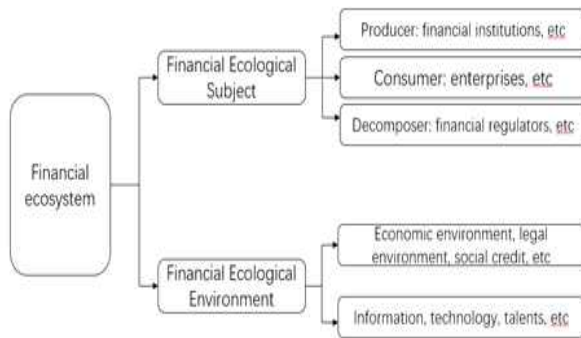 Financial
ecosystem
Financial Ecological
Subject
Producer: financial institutions, etc
Consumer: enterprises, etc
Decomposer: financial regulators, etc
Financial Ecological
Environment
Economic environment, legal
environment, social credit, etc
Information, technology, talents, etc